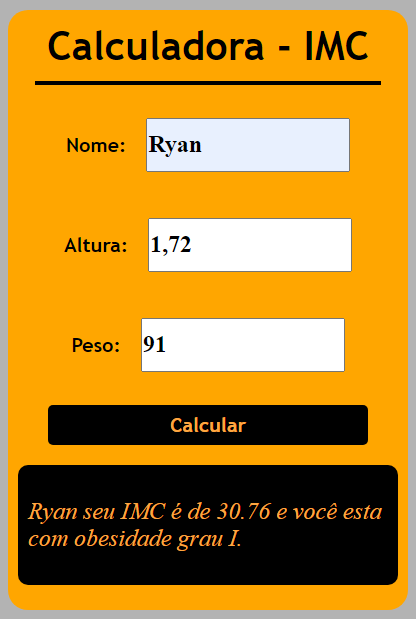 Calculadora - IMC
Nome: Ryan
Altura: 1,72
Peso: 91
Calcular
Ryan seu IMC é de 30.76 e você esta
com obesidade grau I.